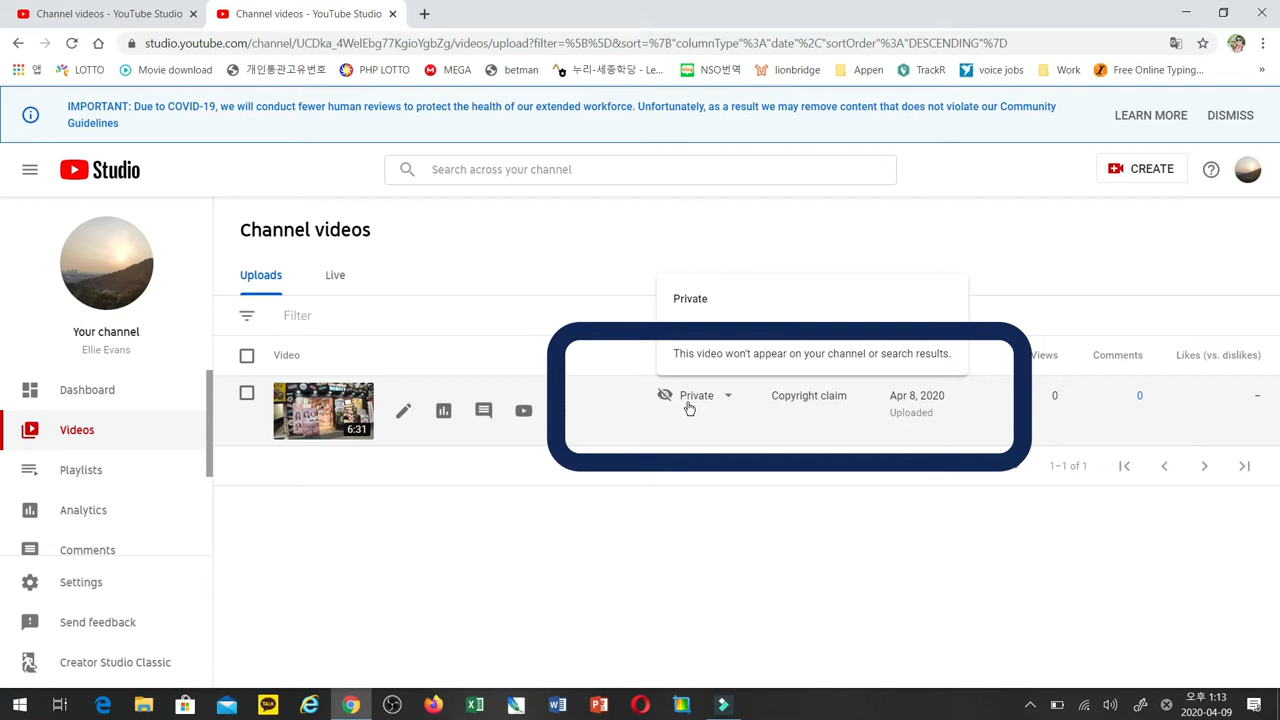 Channel videos - YouTube Studio
Channel videos - YouTube Studio
studio.youtube.com/channel/UCDka_4WelEbg77KgioYgbZg/videos/upload?filter=%5B%5D&sort=%7B"columnType"%3A"date"%2C"sortOrder"%3A"DESCENDING"%7D
앱 LOTTO Movie download 개인통관고유번호 PHP LOTTO MEGA betman 누리-세종학당 - Le... NSO번역 lionbridge Appen TrackR voice jobs Work Free Online Typing... »
IMPORTANT: Due to COVID-19, we will conduct fewer human reviews to protect the health of our extended workforce. Unfortunately, as a result we may remove content that does not violate our Community
Guidelines
LEARN MORE DISMISS
Studio
Search across your channel
CREATE
Your channel
Ellie Evans
Dashboard
Videos
Playlists
Analytics
Comments
Settings
Send feedback
Creator Studio Classic
Channel videos
Uploads Live
Filter
Private
This video won't appear on your channel or search results.
Video Views Comments Likes (vs. dislikes)
6:31 Private Copyright claim Apr 8, 2020 0 0 –
Uploaded
1–1 of 1
TALK
오후 1:13
2020-04-09